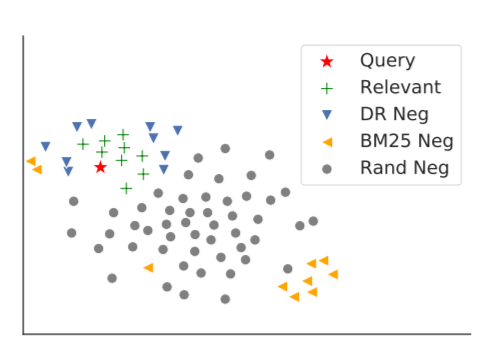 Query
Relevant
DR Neg
BM25 Neg
Rand Neg